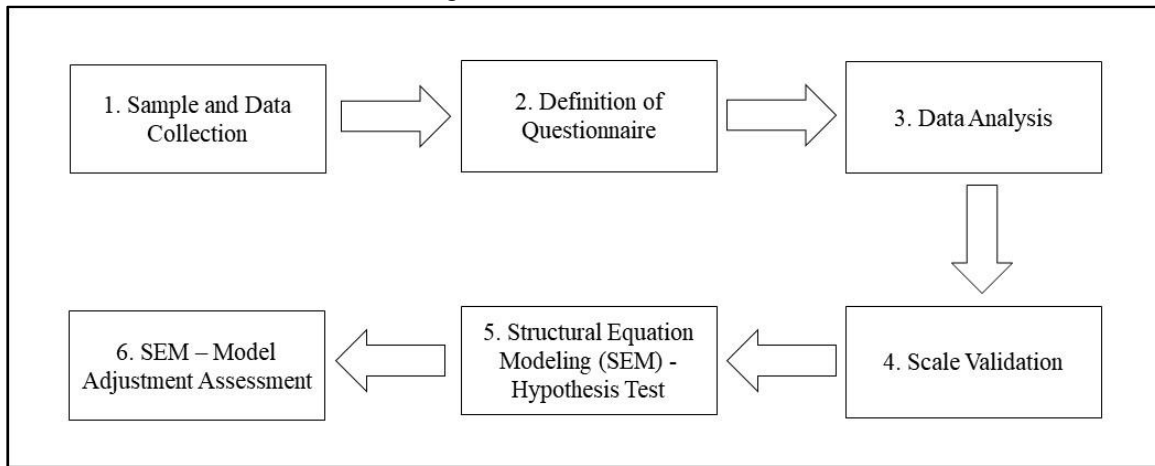 1. Sample and Data
Collection
2. Definition of
Questionnaire
3. Data Analysis
4. Scale Validation
5. Structural Equation
Modeling (SEM) -
Hypothesis Test
6. SEM – Model
Adjustment Assessment